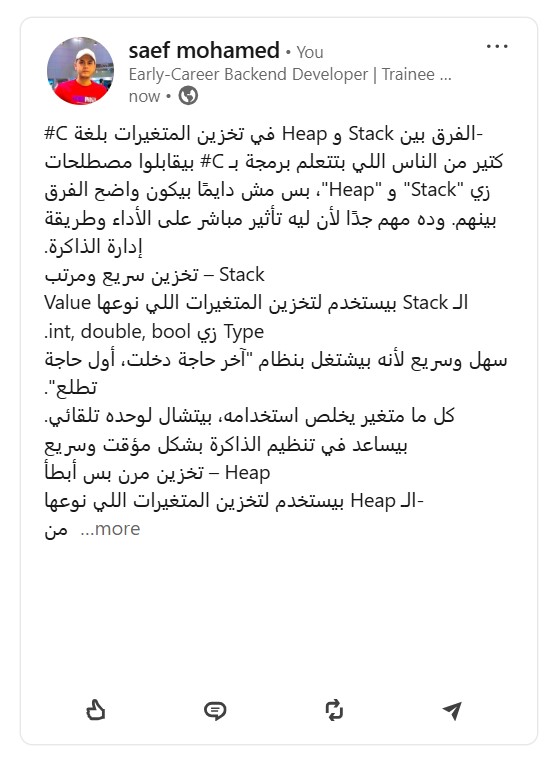 saef mohamed • You
Early-Career Backend Developer | Trainee ...
now •
-الفرق بين Stack و Heap في تخزين المتغيرات بلغة C#
كتير من الناس اللي بتتعلم برمجة بـ C# بيقابلوا مصطلحات
زي "Stack" و "Heap"، بس مش دايمًا بيكون واضح الفرق
بينهم. وده مهم جدًا لأن ليه تأثير مباشر على الأداء وطريقة
إدارة الذاكرة.
Stack – تخزين سريع ومرتب
الـ Stack بيستخدم لتخزين المتغيرات اللي نوعها Value
Type زي int, double, bool.
سهل وسريع لأنه بيشتغل بنظام "آخر حاجة دخلت، أول حاجة
تطلع".
كل ما متغير يخلص استخدامه، بيتشال لوحده تلقائي.
بيساعد في تنظيم الذاكرة بشكل مؤقت وسريع
Heap – تخزين مرن بس أبطأ
-الـ Heap بيستخدم لتخزين المتغيرات اللي نوعها
من ...more